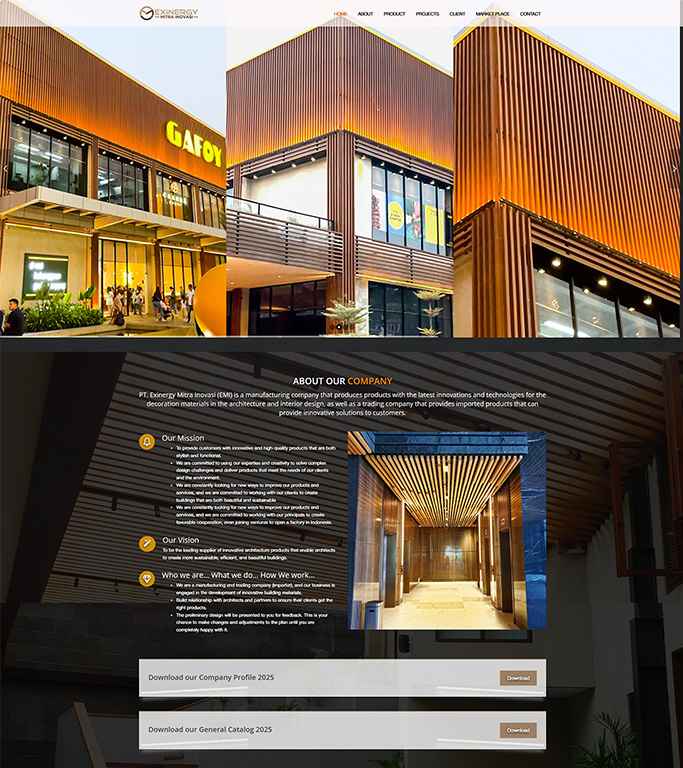 EXINERGY
MITRA INOVASI
HOME ABOUT PRODUCT PROJECTS CLIENT MARKET PLACE CONTACT
GAFOY
ABOUT OUR COMPANY
PT. Exinergy Mitra Inovasi (EMI) is a manufacturing company that produces products with the latest innovations and technologies for the
decoration materials in the architecture and interior design, as well as a trading company that provides imported products that can
provide innovative solutions to customers.
Our Mission
• To provide customers with innovative and high-quality products that are both
stylish and functional.
• We are committed to using our expertise and creativity to solve complex
design challenges and deliver products that meet the needs of our clients
and the environment.
• We are constantly looking for new ways to improve our products and
services, and we are committed to working with our clients to create
buildings that are both beautiful and sustainable
• We are constantly looking for new ways to improve our products and
services, and we are committed to working with our principals to create
favorable cooperation, even joining ventures to open a factory in Indonesia.
Our Vision
To be the leading supplier of innovative architecture products that enable architects
to create more sustainable, efficient, and beautiful buildings.
Who we are... What we do... How We work...
• We are a manufacturing and trading company (importer), and our business is
engaged in the development of innovative building materials.
• Build relationship with architects and partners to ensure their clients get the
right products.
• The preliminary design will be presented to you for feedback. This is your
chance to make changes and adjustments to the plan until you are
completely happy with it.
Download our Company Profile 2025
Download
Download our General Catalog 2025
Download